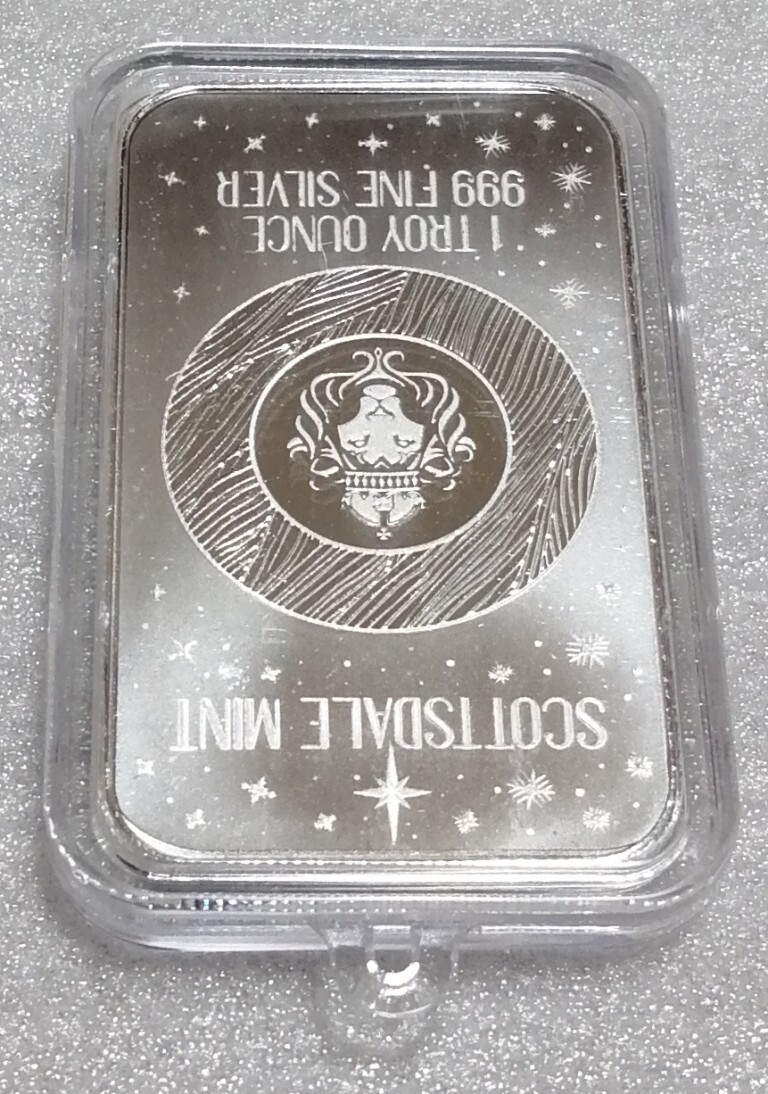 SCOTTSDALE MINT
1 TROY OUNCE
999 FINE SILVER